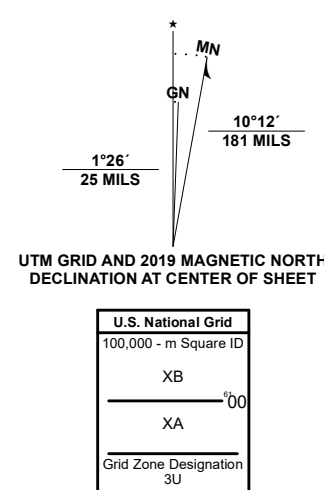 ★
MN
GN
10°12´
181 MILS
1°26´
25 MILS
UTM GRID AND 2019 MAGNETIC NORTH
DECLINATION AT CENTER OF SHEET
U.S. National Grid
100,000 - m Square ID
XB
6100
XA
Grid Zone Designation
3U